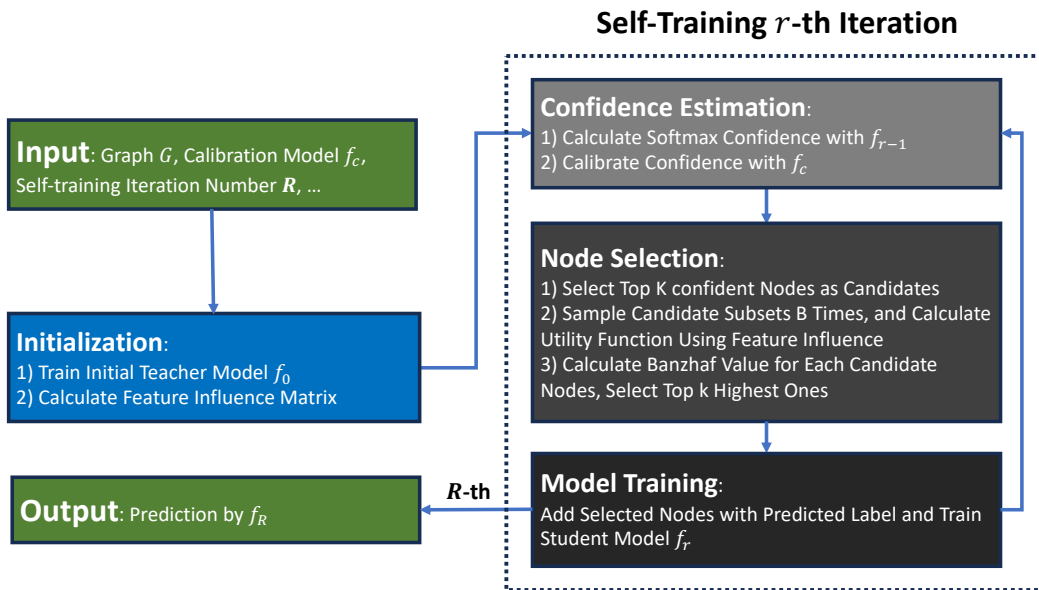 Self-Training r-th Iteration
Input: Graph G, Calibration Model f_c,
Self-training Iteration Number R, ...
Initialization:
1) Train Initial Teacher Model f_0
2) Calculate Feature Influence Matrix
Confidence Estimation:
1) Calculate Softmax Confidence with f_{r-1}
2) Calibrate Confidence with f_c
Node Selection:
1) Select Top K confident Nodes as Candidates
2) Sample Candidate Subsets B Times, and Calculate
Utility Function Using Feature Influence
3) Calculate Banzhaf Value for Each Candidate
Nodes, Select Top k Highest Ones
Model Training:
Add Selected Nodes with Predicted Label and Train
Student Model f_r
R-th
Output: Prediction by f_R